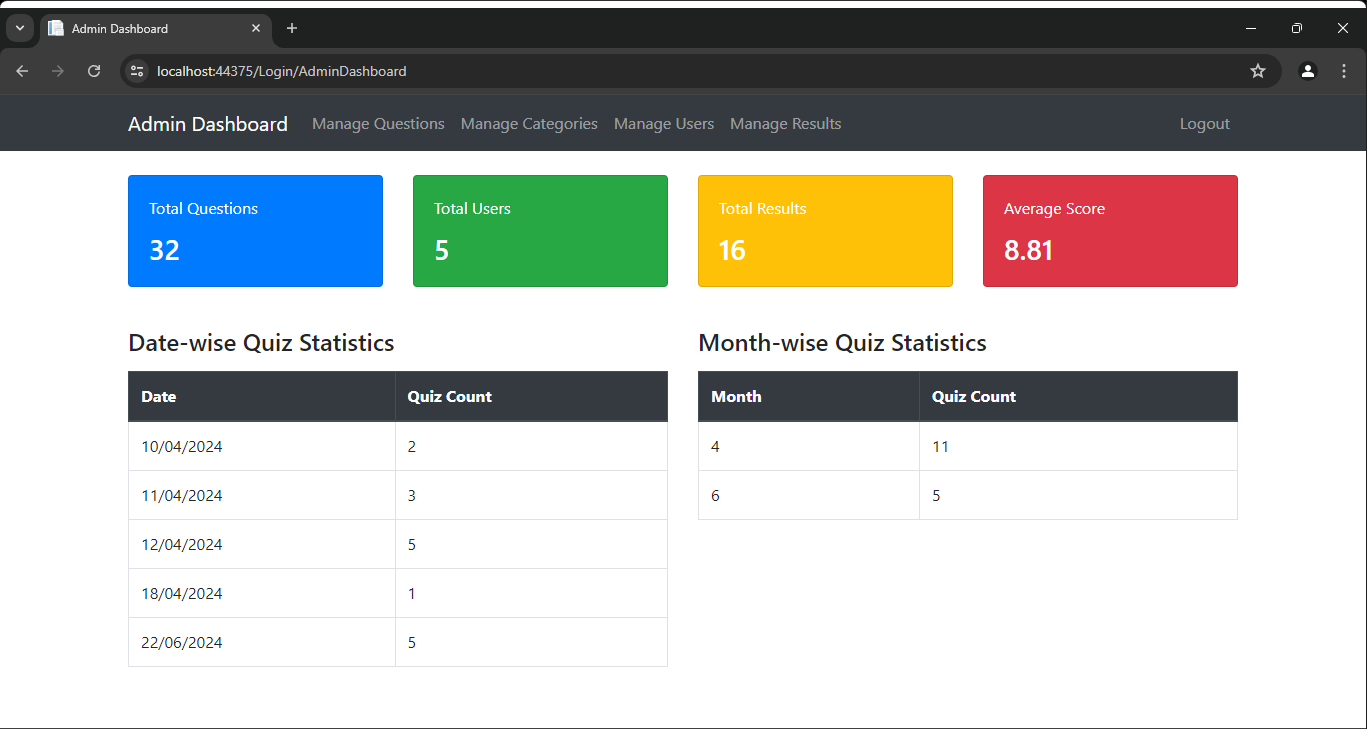 Admin Dashboard
localhost:44375/Login/AdminDashboard
Admin Dashboard Manage Questions Manage Categories Manage Users Manage Results Logout
Total Questions
32
Total Users
5
Total Results
16
Average Score
8.81
Date-wise Quiz Statistics
Date Quiz Count
10/04/2024 2
11/04/2024 3
12/04/2024 5
18/04/2024 1
22/06/2024 5
Month-wise Quiz Statistics
Month Quiz Count
4 11
6 5